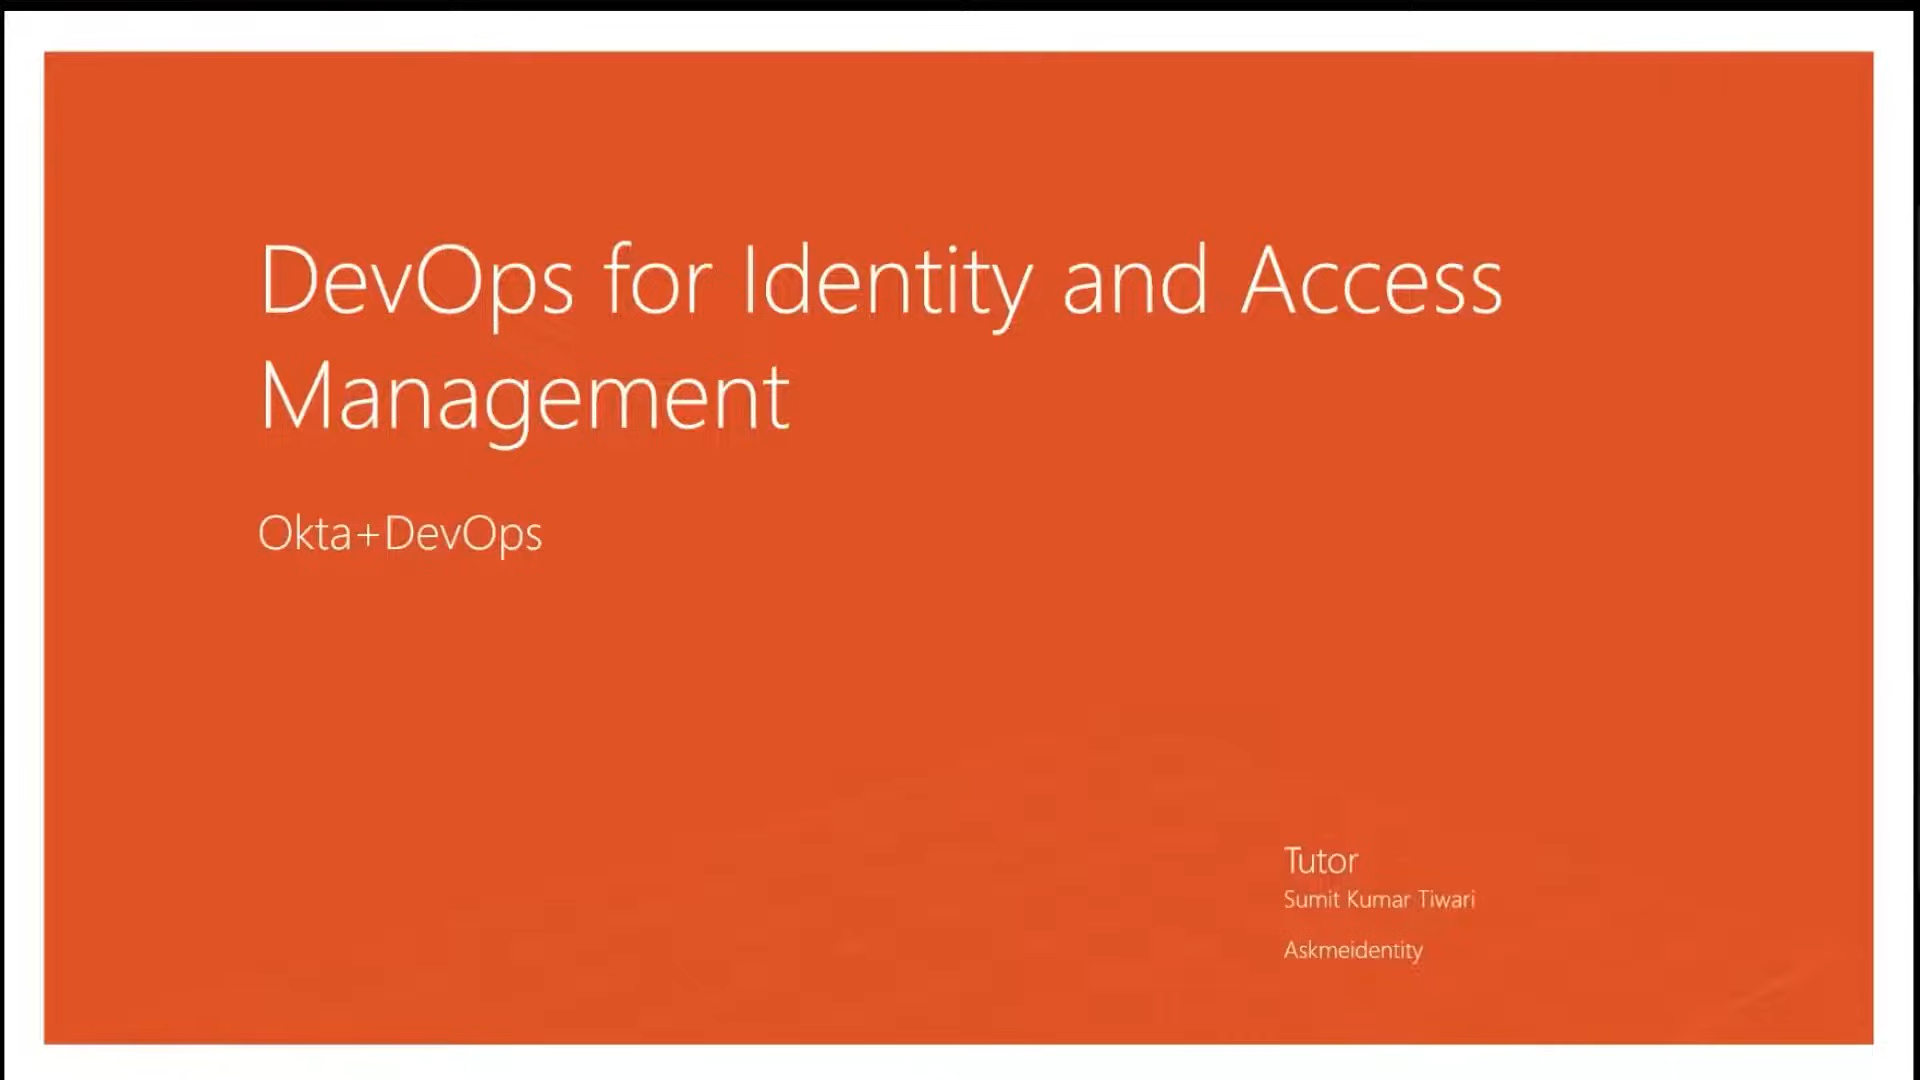 DevOps for Identity and Access
Management
Okta+DevOps
Tutor
Sumit Kumar Tiwari
Askmeidentity